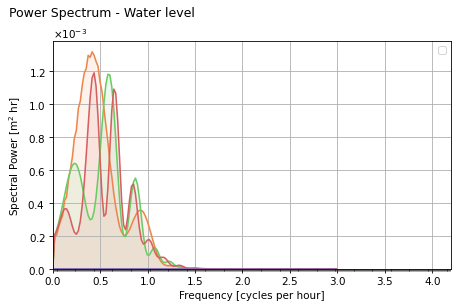 Power Spectrum - Water level
×10⁻³
1.2
1.0
0.8
0.6
0.4
0.2
0.0
0.0 0.5 1.0 1.5 2.0 2.5 3.0 3.5 4.0
Spectral Power [m² hr]
Frequency [cycles per hour]